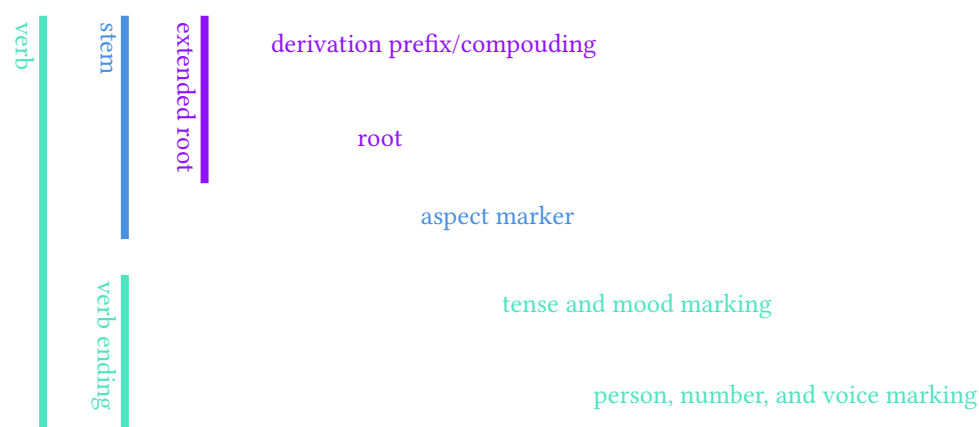 verb
stem
extended root
derivation prefix/compouding
root
aspect marker
verb ending
tense and mood marking
person, number, and voice marking